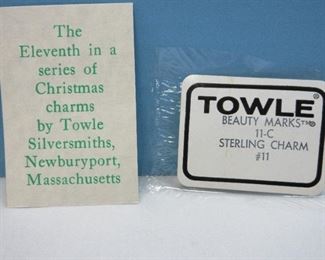 The
Eleventh in a
series of
Christmas
charms
by Towle
Silversmiths,
Newburyport,
Massachusetts
TOWLE®
BEAUTY MARKS™®
11-C
STERLING CHARM
#11